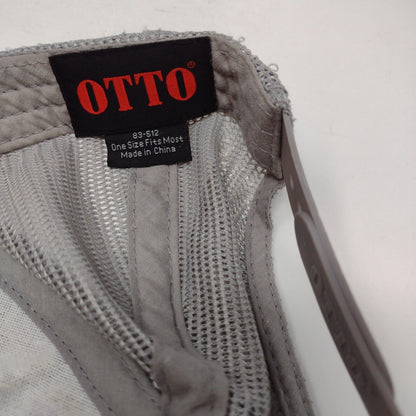 OTTO
83-512
One Size Fits Most
Made in China